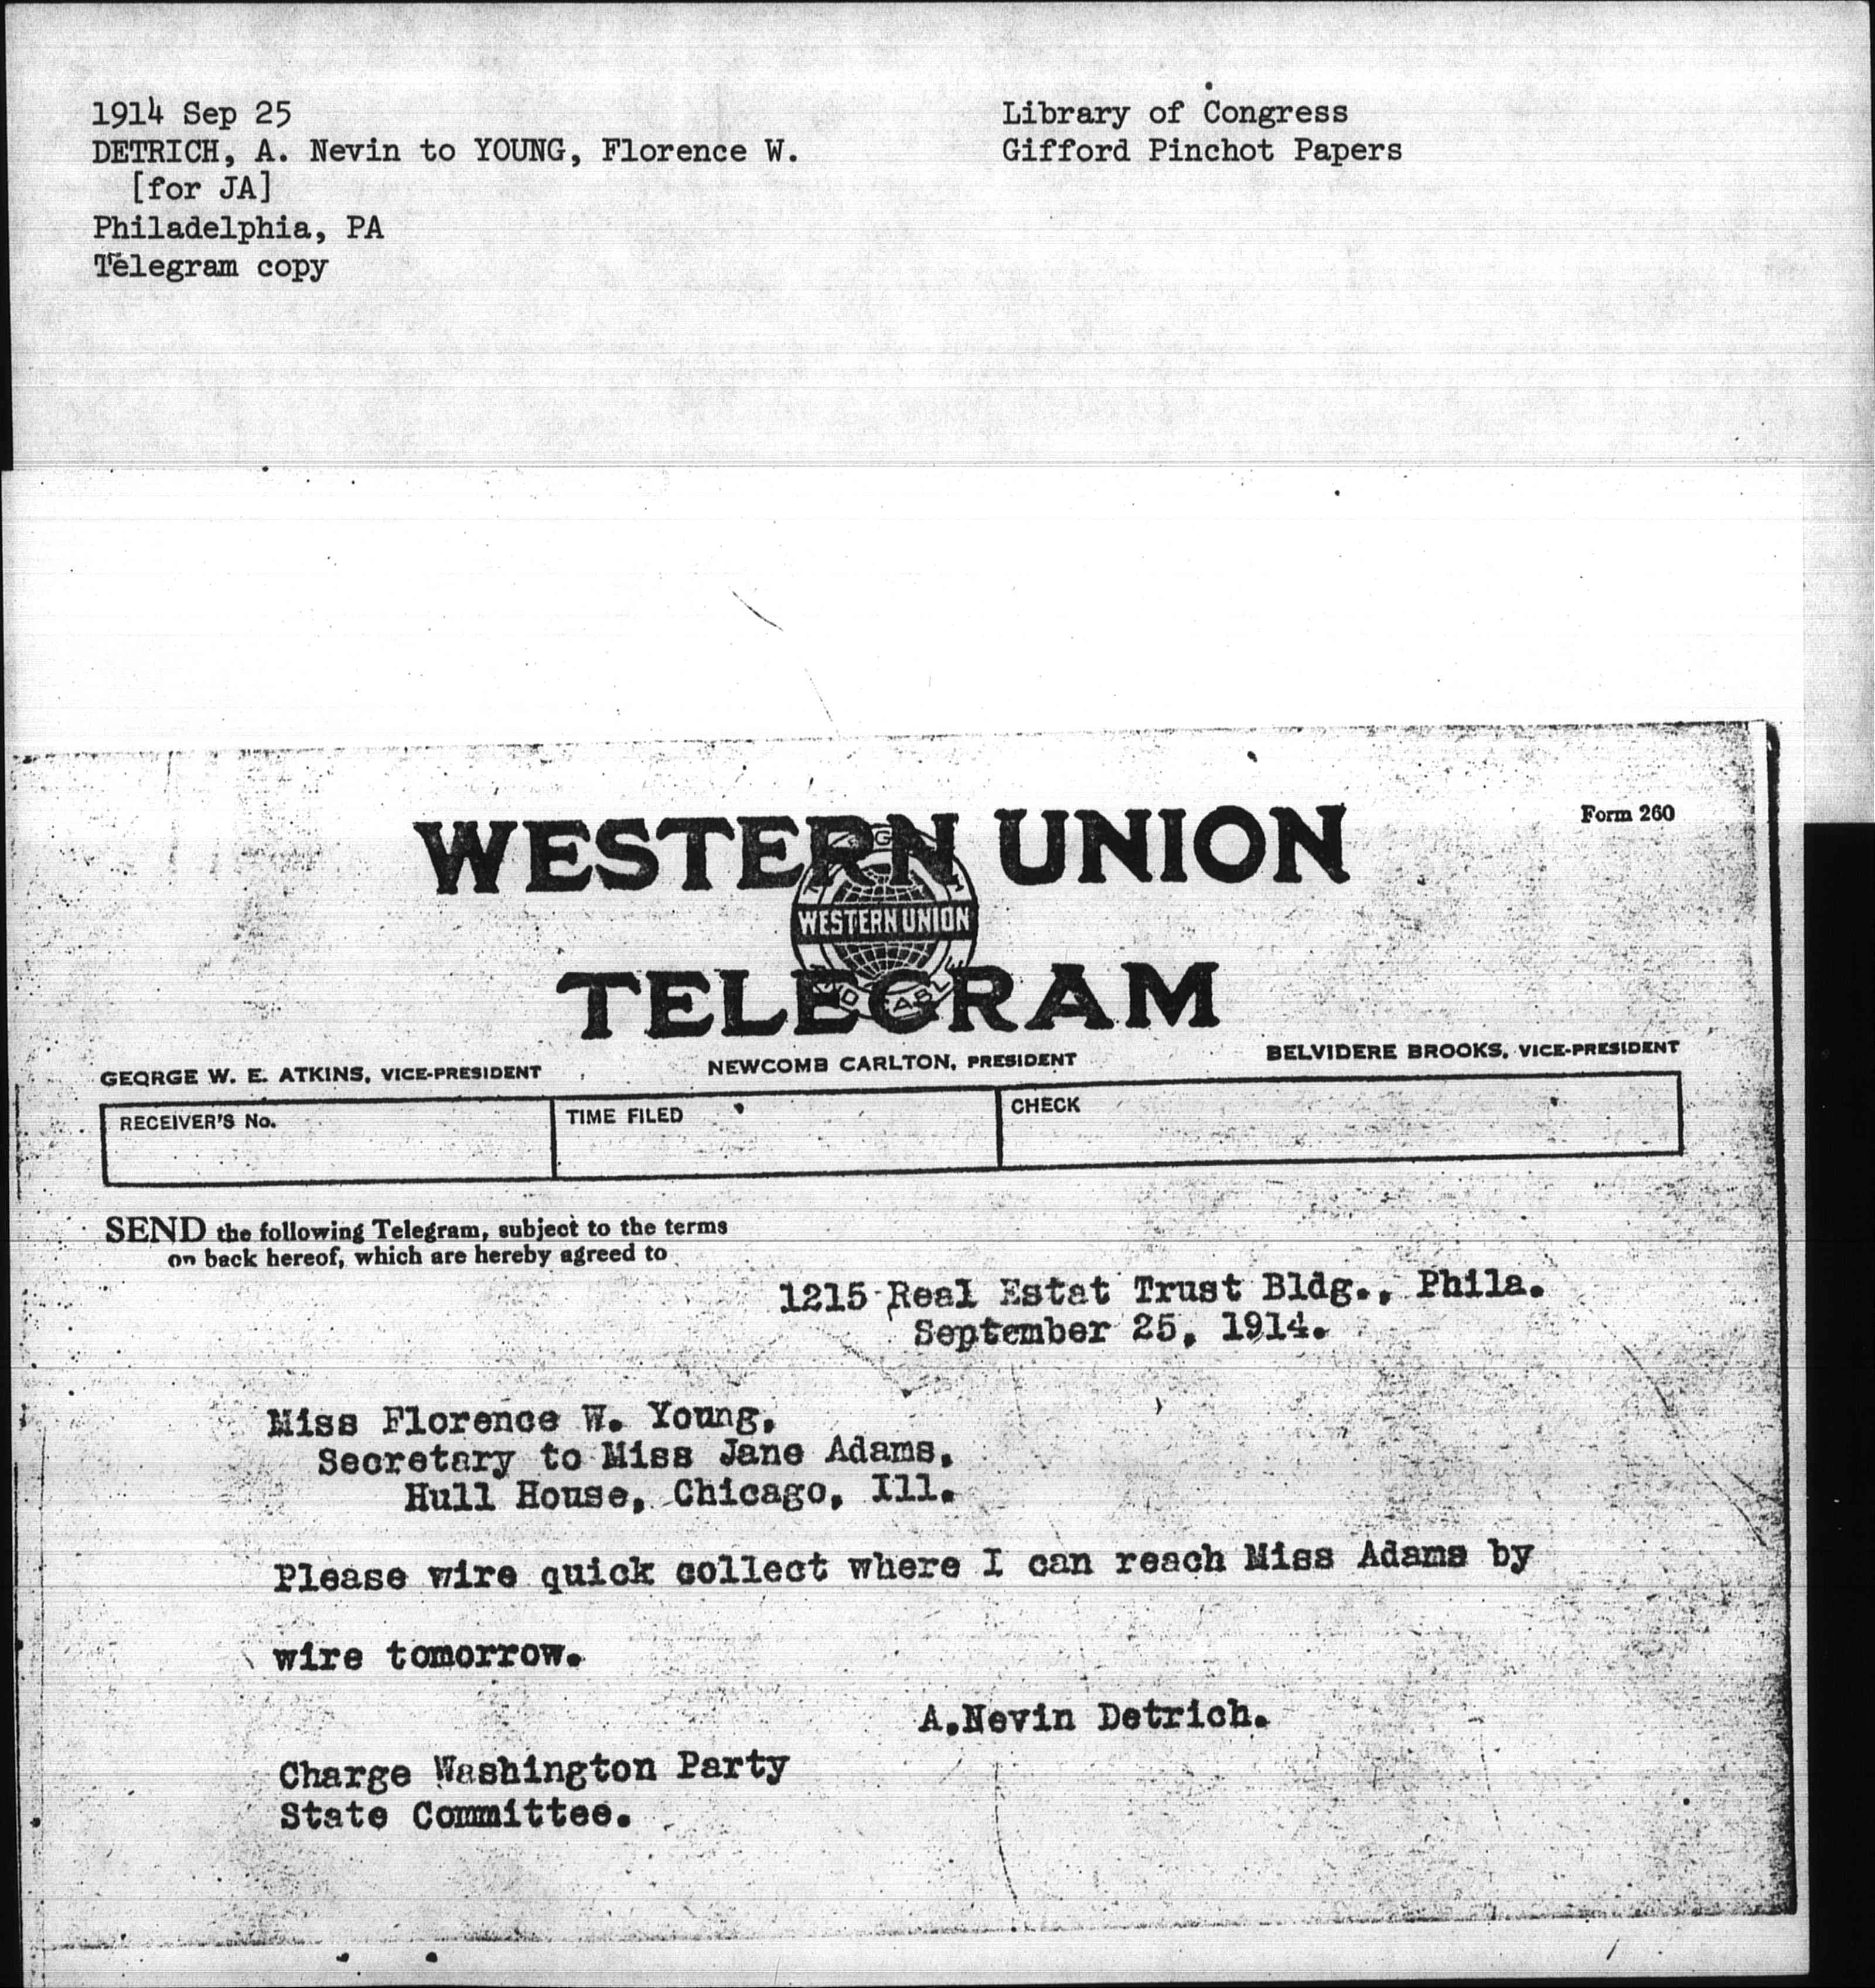 1914 Sep 25
DETRICH, A. Nevin to YOUNG, Florence W.
[for JA]
Philadelphia, PA
Telegram copy
Library of Congress
Gifford Pinchot Papers
Form 260
WESTERN UNION
WESTERN UNION
TELEGRAM
GEORGE W. E. ATKINS, VICE-PRESIDENT
NEWCOMB CARLTON, PRESIDENT
BELVIDERE BROOKS, VICE-PRESIDENT
RECEIVER'S No.
TIME FILED
CHECK
SEND the following Telegram, subject to the terms
on back hereof, which are hereby agreed to
1215 Real Estat Trust Bldg., Phila.
September 25, 1914.
Miss Florence W. Young,
Secretary to Miss Jane Adams,
Hull House, Chicago, Ill.
Please wire quick collect where I can reach Miss Adams by
wire tomorrow.
A.Nevin Detrich.
Charge Washington Party
State Committee.